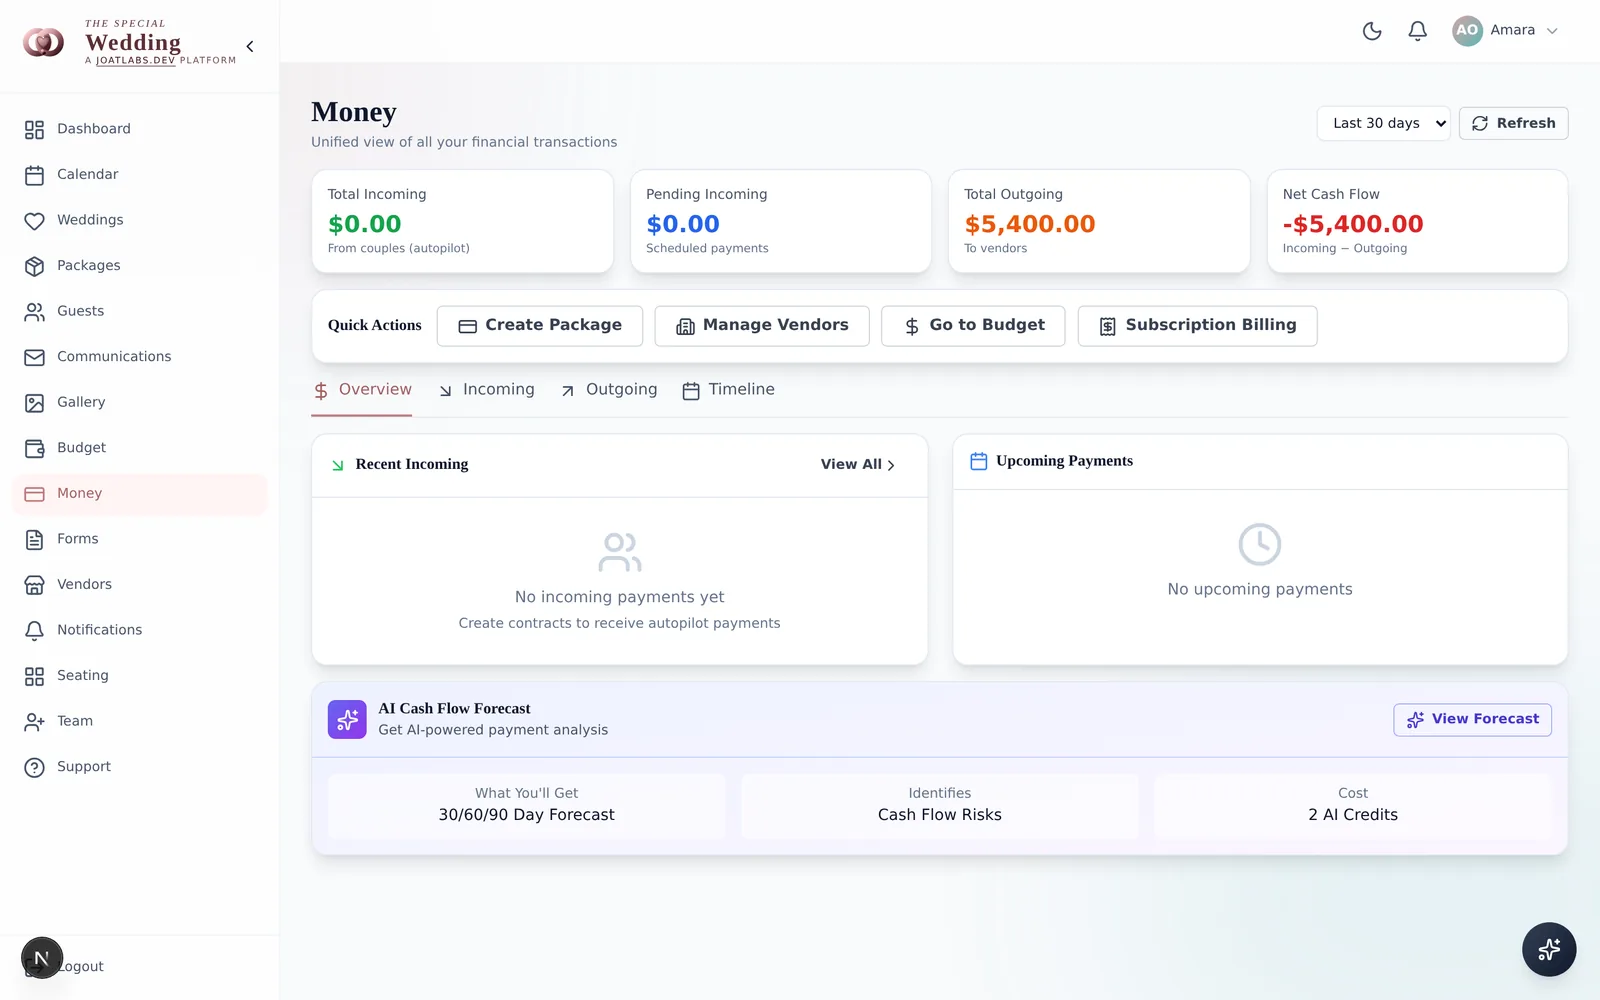 THE SPECIAL
Wedding
A JOATLABS.DEV PLATFORM
AO
Amara
Dashboard
Calendar
Weddings
Packages
Guests
Communications
Gallery
Budget
Money
Forms
Vendors
Notifications
Seating
Team
Support
N
Logout
Money
Unified view of all your financial transactions
Last 30 days
Refresh
Total Incoming
$0.00
From couples (autopilot)
Pending Incoming
$0.00
Scheduled payments
Total Outgoing
$5,400.00
To vendors
Net Cash Flow
-$5,400.00
Incoming − Outgoing
Quick Actions
Create Package
Manage Vendors
Go to Budget
Subscription Billing
Overview
Incoming
Outgoing
Timeline
Recent Incoming
View All
No incoming payments yet
Create contracts to receive autopilot payments
Upcoming Payments
No upcoming payments
AI Cash Flow Forecast
Get AI-powered payment analysis
View Forecast
What You'll Get
30/60/90 Day Forecast
Identifies
Cash Flow Risks
Cost
2 AI Credits